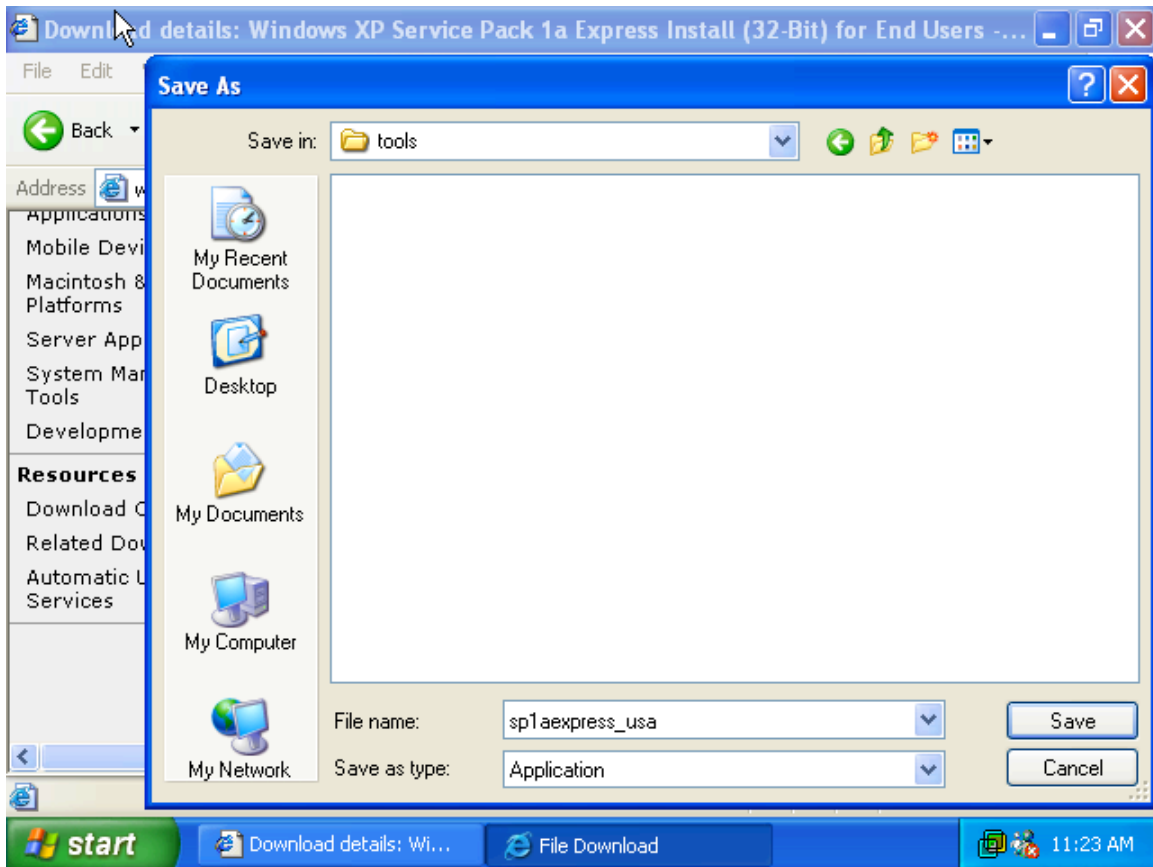 Download details: Windows XP Service Pack 1a Express Install (32-Bit) for End Users -...
File Edit
Save As
Back
Save in: tools
Address
Applications
Mobile Devi
My Recent
Documents
Macintosh &
Platforms
Server App
System Man
Tools
Desktop
Developme
Resources
Download C
My Documents
Related Dow
Automatic U
Services
My Computer
File name: sp1aexpress_usa Save
My Network Save as type: Application Cancel
start Download details: Wi... File Download 11:23 AM